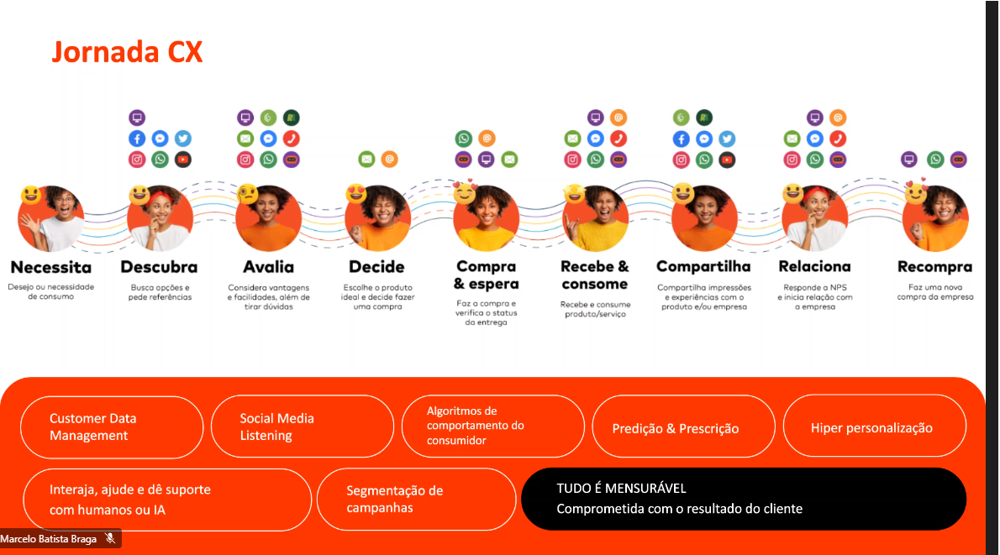 Jornada CX
Necessita
Desejo ou necessidade
de consumo
Descubra
Busca opções e
pede referências
Avalia
Considera vantagens
e facilidades, além de
tirar dúvidas
Decide
Escolhe o produto
ideal e decide fazer
uma compra
Compra
& espera
Faz a compra e
verifica o status
da entrega
Recebe &
consome
Recebe e consome
produto/serviço
Compartilha
Compartilha impressões
e experiências com o
produto e/ou empresa
Relaciona
Responde a NPS
e inicia relação com
a empresa
Recompra
Faz uma nova
compra da empresa
Customer Data
Management
Social Media
Listening
Algoritmos de
comportamento do
consumidor
Predição & Prescrição
Hiper personalização
Interaja, ajude e dê suporte
com humanos ou IA
Segmentação de
campanhas
TUDO É MENSURÁVEL
Comprometida com o resultado do cliente
Marcelo Batista Braga